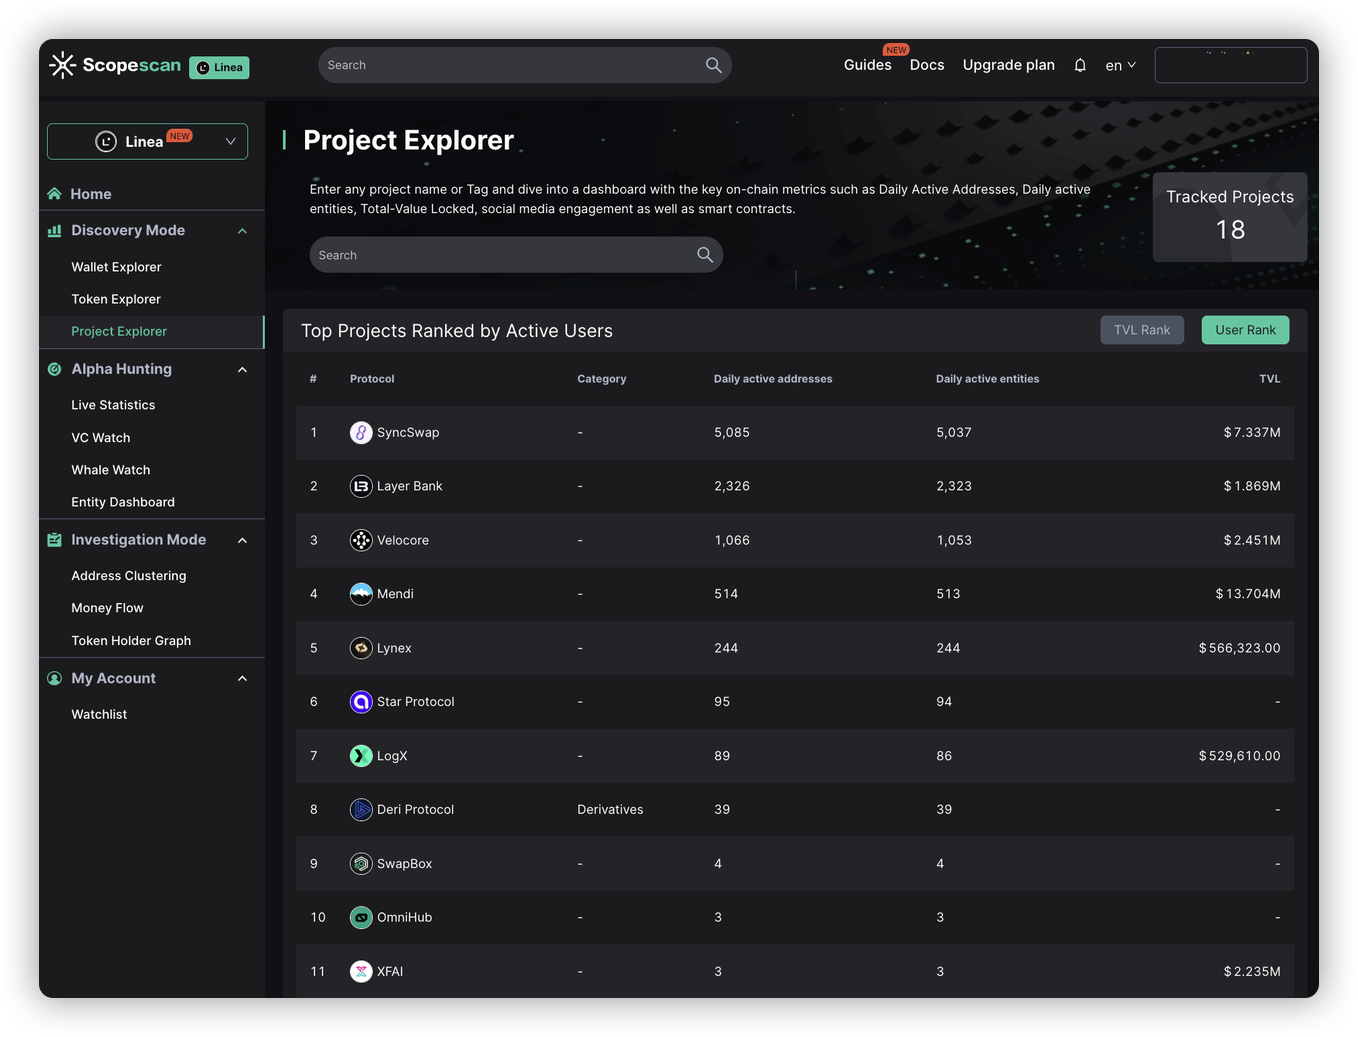 Scopescan
Linea
Search
Guides
NEW
Docs
Upgrade plan
en
Linea
NEW
Home
Discovery Mode
Wallet Explorer
Token Explorer
Project Explorer
Alpha Hunting
Live Statistics
VC Watch
Whale Watch
Entity Dashboard
Investigation Mode
Address Clustering
Money Flow
Token Holder Graph
My Account
Watchlist
Project Explorer
Enter any project name or Tag and dive into a dashboard with the key on-chain metrics such as Daily Active Addresses, Daily active
entities, Total-Value Locked, social media engagement as well as smart contracts.
Search
Tracked Projects
18
Top Projects Ranked by Active Users
TVL Rank
User Rank
# Protocol Category Daily active addresses Daily active entities TVL
1 SyncSwap - 5,085 5,037 $7.337M
2 Layer Bank - 2,326 2,323 $1.869M
3 Velocore - 1,066 1,053 $2.451M
4 Mendi - 514 513 $13.704M
5 Lynex - 244 244 $566,323.00
6 Star Protocol - 95 94 -
7 LogX - 89 86 $529,610.00
8 Deri Protocol Derivatives 39 39 -
9 SwapBox - 4 4 -
10 OmniHub - 3 3 -
11 XFAI - 3 3 $2.235M